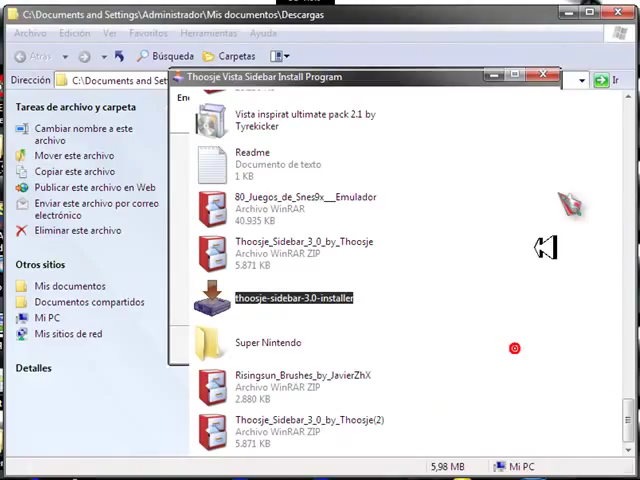 C:\Documents and Settings\Administrador\Mis documentos\Descargas
Archivo Edición Ver Favoritos Herramientas Ayuda
Atrás Búsqueda Carpetas
Dirección C:\Documents and Set
Ir
Thoosje Vista Sidebar Install Program
Tareas de archivo y carpeta
Cambiar nombre a este
archivo
Mover este archivo
Copiar este archivo
Publicar este archivo en Web
Enviar este archivo por correo
electrónico
Eliminar este archivo
Otros sitios
Mis documentos
Documentos compartidos
Mi PC
Mis sitios de red
Detalles
Vista inspirat ultimate pack 2.1 by
Tyrekicker
Readme
Documento de texto
1 KB
80_Juegos_de_Snes9x___Emulador
Archivo WinRAR
40.935 KB
Thoosje_Sidebar_3_0_by_Thoosje
Archivo WinRAR ZIP
5.871 KB
thoosje-sidebar-3.0-installer
Super Nintendo
Risingsun_Brushes_by_JavierZhX
Archivo WinRAR ZIP
2.880 KB
Thoosje_Sidebar_3_0_by_Thoosje(2)
Archivo WinRAR ZIP
5.871 KB
5,98 MB Mi PC